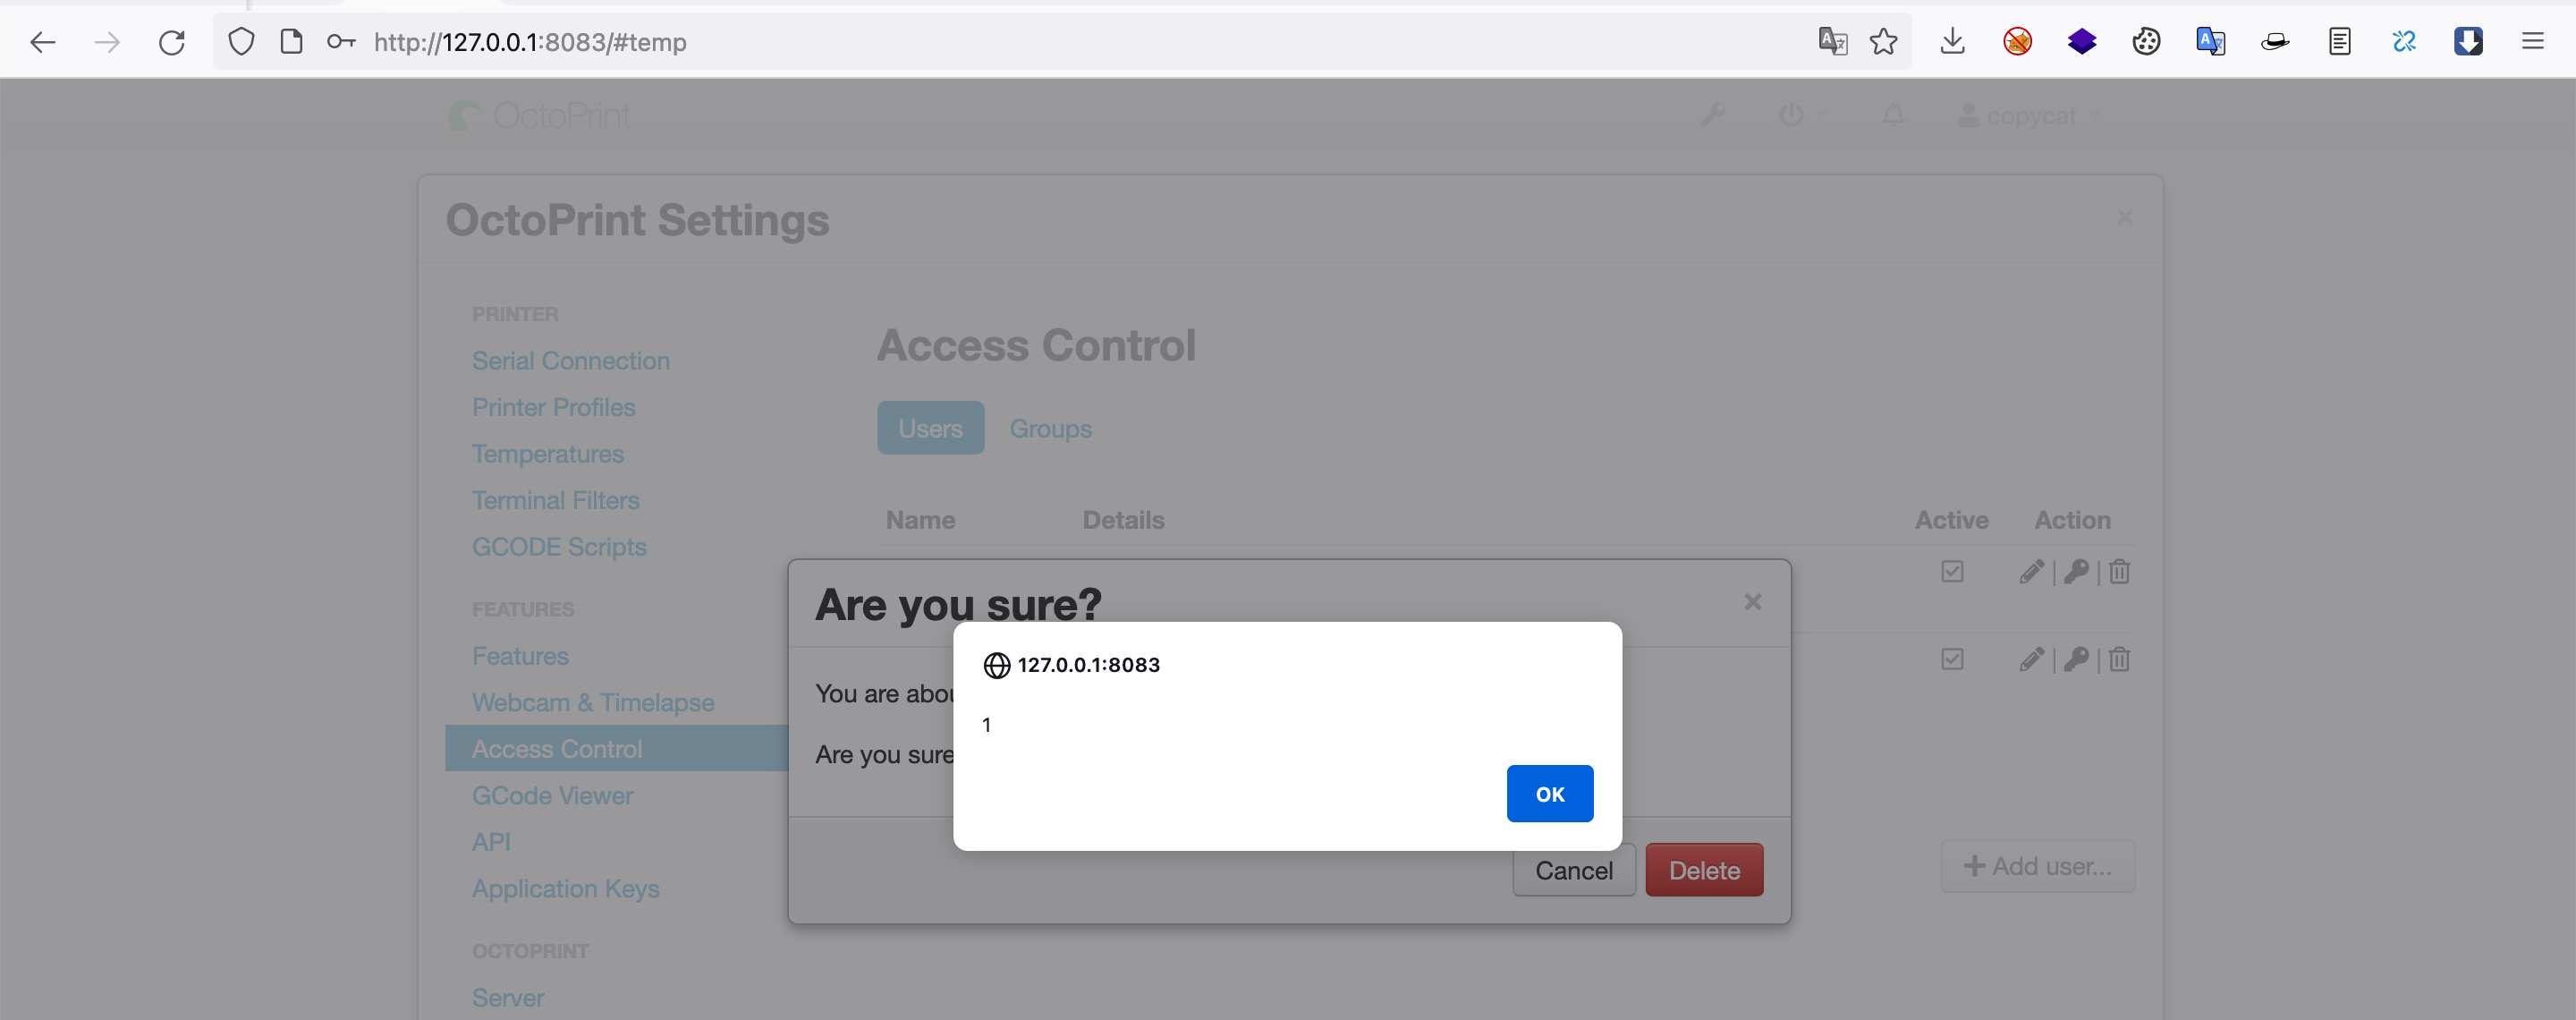 http://127.0.0.1:8083/#temp
OctoPrint
copycat
OctoPrint Settings
×
PRINTER
Serial Connection
Printer Profiles
Temperatures
Terminal Filters
GCODE Scripts
FEATURES
Features
Webcam & Timelapse
Access Control
GCode Viewer
API
Application Keys
OCTOPRINT
Server
Access Control
Users Groups
Name Details Active Action
Are you sure?
×
You are
Are you sure
127.0.0.1:8083
1
OK
Cancel Delete
Add user...